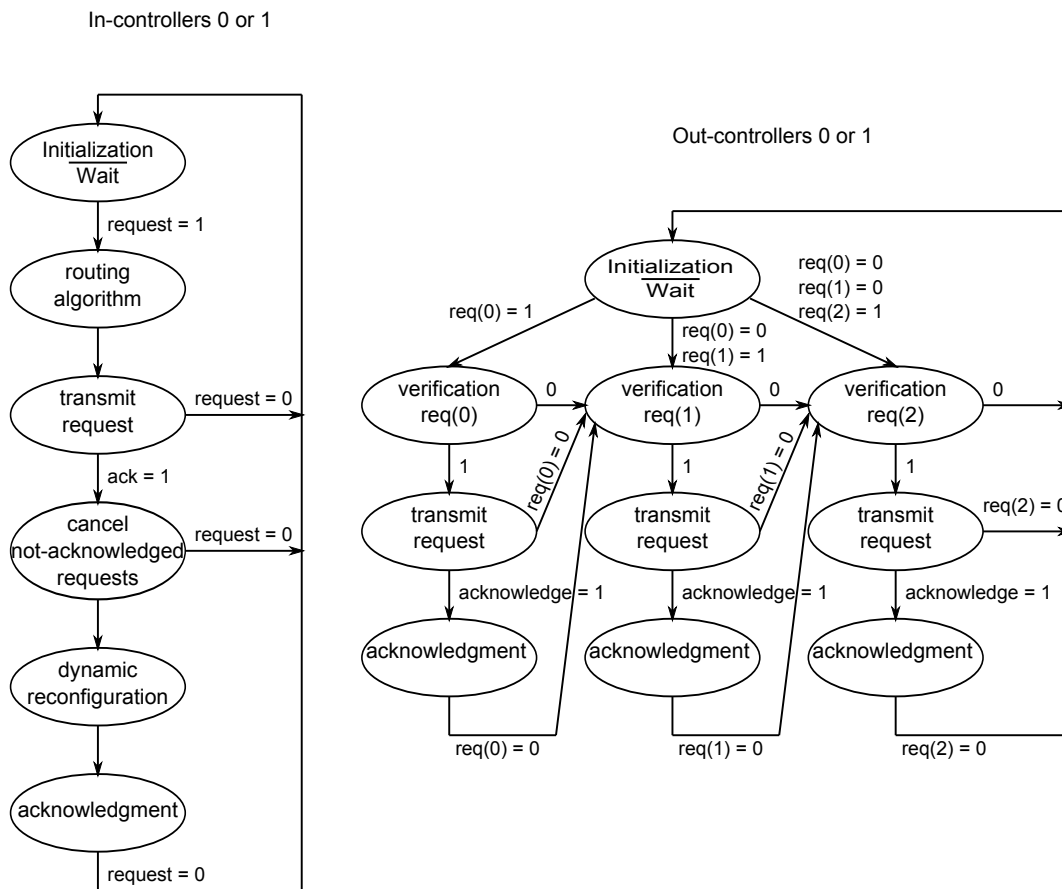 In-controllers 0 or 1
Initialization
Wait
request = 1
routing
algorithm
transmit
request
request = 0
ack = 1
cancel
not-acknowledged
requests
request = 0
dynamic
reconfiguration
acknowledgment
request = 0
Out-controllers 0 or 1
Initialization
Wait
req(0) = 1
req(0) = 0
req(1) = 1
req(0) = 0
req(1) = 0
req(2) = 1
verification
req(0)
0
verification
req(1)
0
verification
req(2)
0
1
req(0) = 0
1
req(1) = 0
1
transmit
request
transmit
request
transmit
request
req(2) = 0
acknowledge = 1
acknowledge = 1
acknowledge = 1
acknowledgment
acknowledgment
acknowledgment
req(0) = 0
req(1) = 0
req(2) = 0